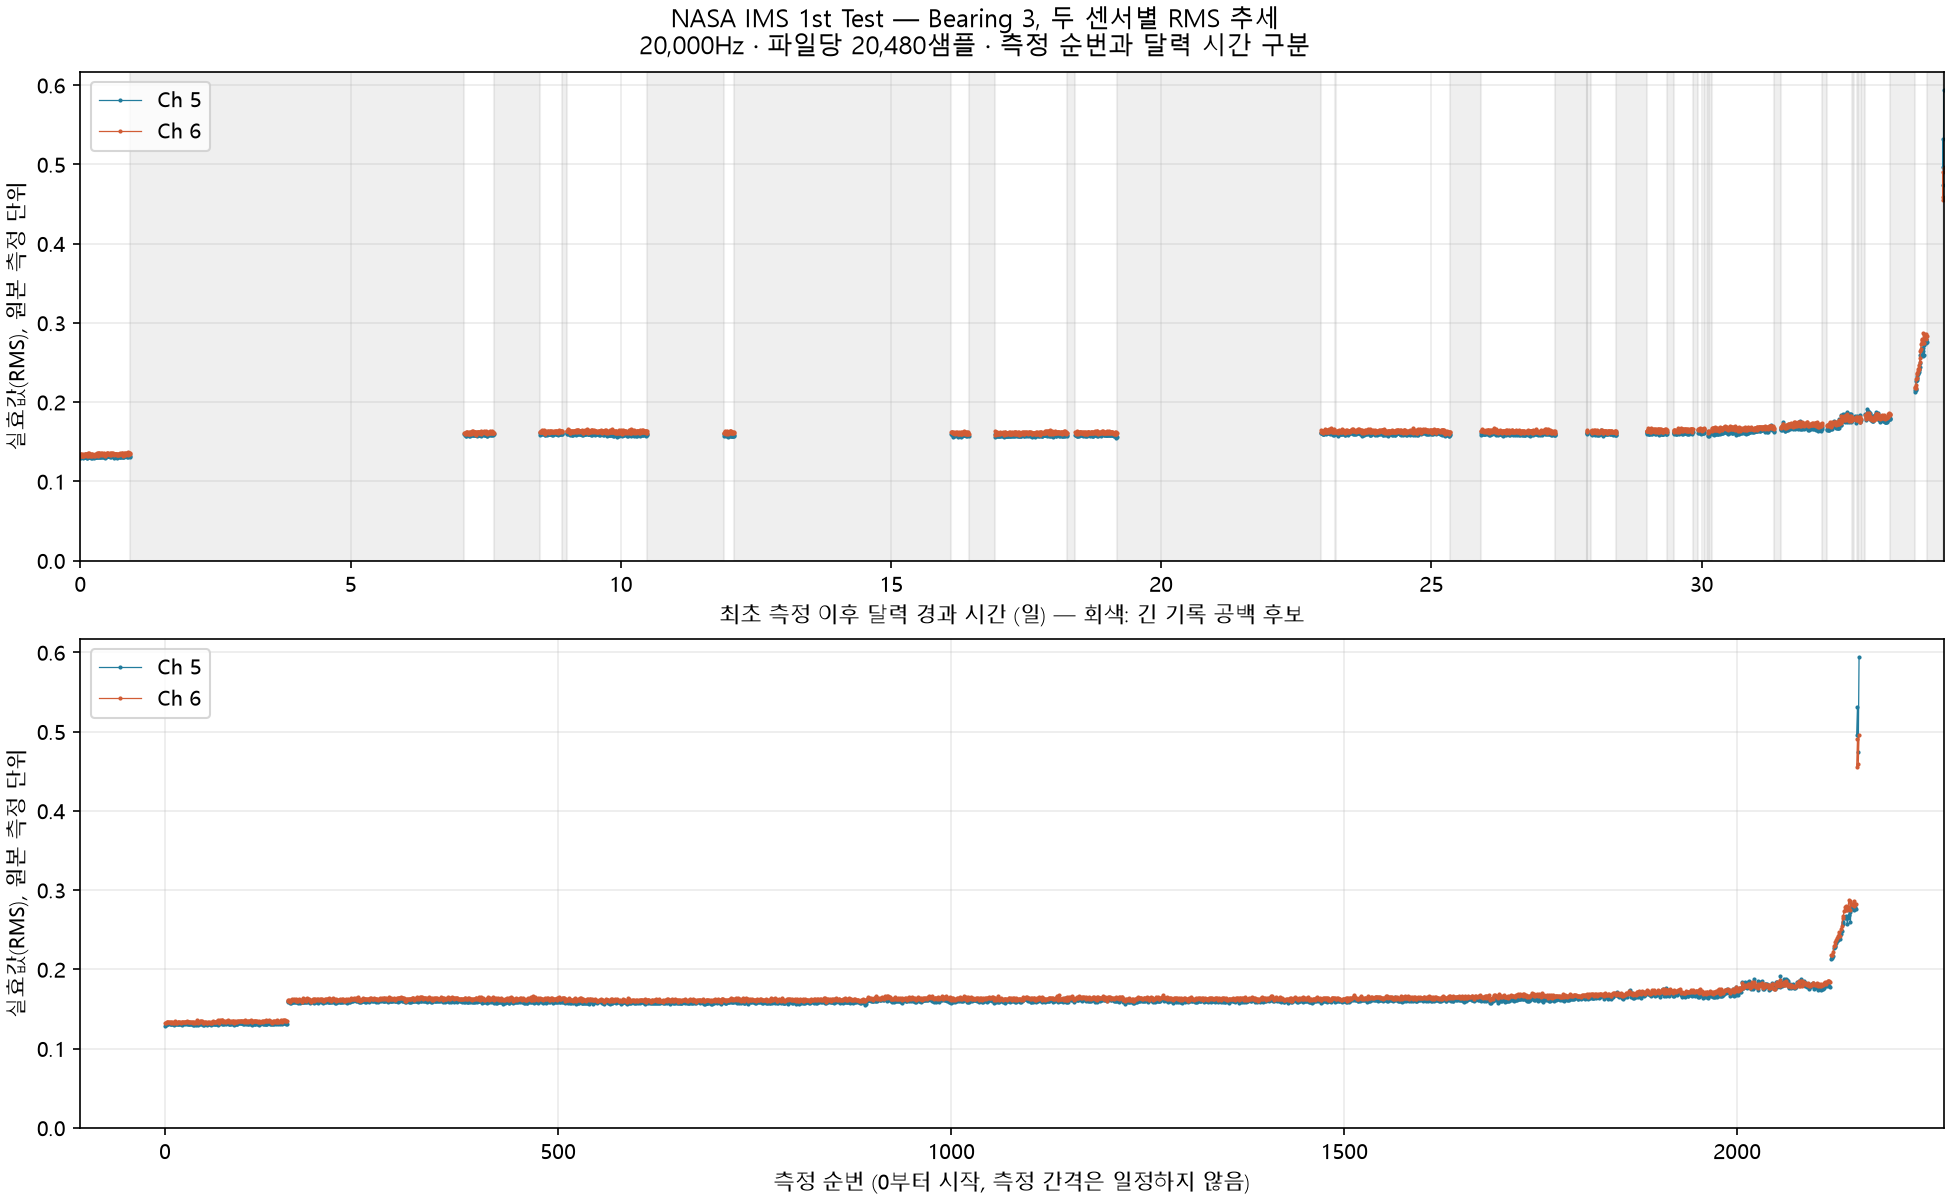 NASA IMS 1st Test — Bearing 3, 두 센서별 RMS 추세
20,000Hz · 파일당 20,480샘플 · 측정 순번과 달력 시간 구분
Ch 5
Ch 6
실효값(RMS), 원본 측정 단위
0.6
0.5
0.4
0.3
0.2
0.1
0.0
0 5 10 15 20 25 30
최초 측정 이후 달력 경과 시간 (일) — 회색: 긴 기록 공백 후보
Ch 5
Ch 6
실효값(RMS), 원본 측정 단위
0.6
0.5
0.4
0.3
0.2
0.1
0.0
0 500 1000 1500 2000
측정 순번 (0부터 시작, 측정 간격은 일정하지 않음)